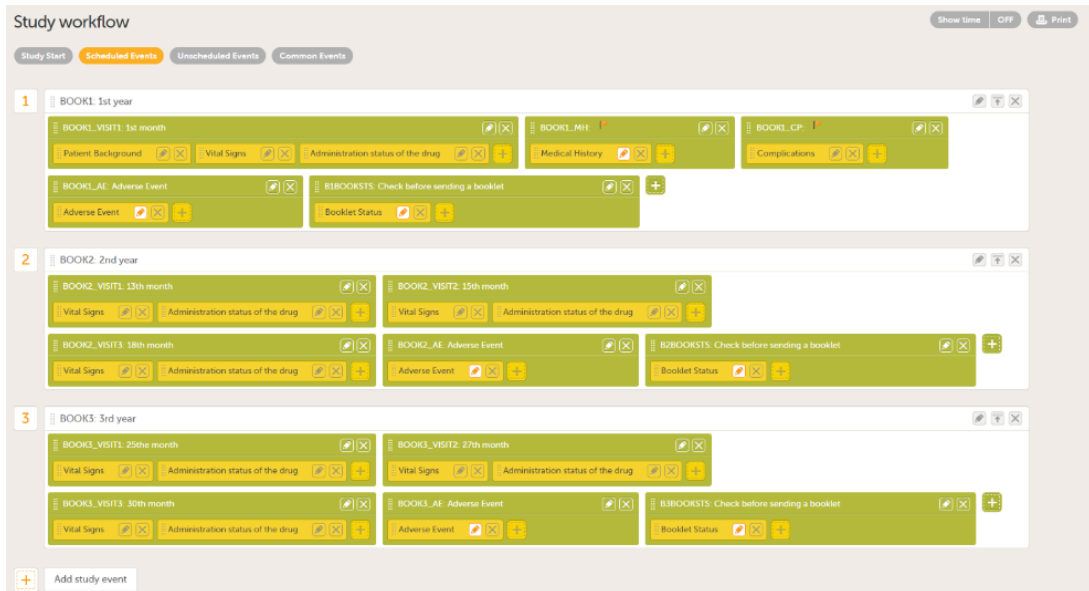 Study workflow
Show time OFF Print
Study Start Scheduled Events Unscheduled Events Common Events
1 BOOK1: 1st year
BOOK1_VISIT1: 1st month BOOK1_MH: BOOK1_CP:
Patient Background Vital Signs Administration status of the drug Medical History Complications
BOOK1_AE: Adverse Event B1BOOKSTS: Check before sending a booklet
Adverse Event Booklet Status
2 BOOK2: 2nd year
BOOK2_VISIT1: 13th month BOOK2_VISIT2: 15th month
Vital Signs Administration status of the drug Vital Signs Administration status of the drug
BOOK2_VISIT3: 18th month BOOK2_AE: Adverse Event B2BOOKSTS: Check before sending a booklet
Vital Signs Administration status of the drug Adverse Event Booklet Status
3 BOOK3: 3rd year
BOOK3_VISIT1: 25the month BOOK3_VISIT2: 27th month
Vital Signs Administration status of the drug Vital Signs Administration status of the drug
BOOK3_VISIT3: 30th month BOOK3_AE: Adverse Event B3BOOKSTS: Check before sending a booklet
Vital Signs Administration status of the drug Adverse Event Booklet Status
Add study event